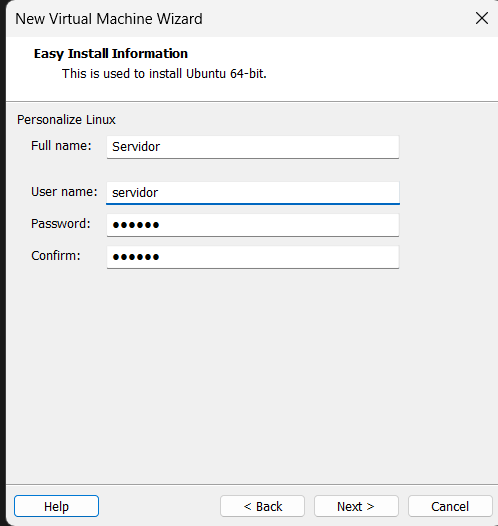 New Virtual Machine Wizard
Easy Install Information
This is used to install Ubuntu 64-bit.
Personalize Linux
Full name: Servidor
User name: servidor
Password: ●●●●●●
Confirm: ●●●●●●
Help < Back Next > Cancel